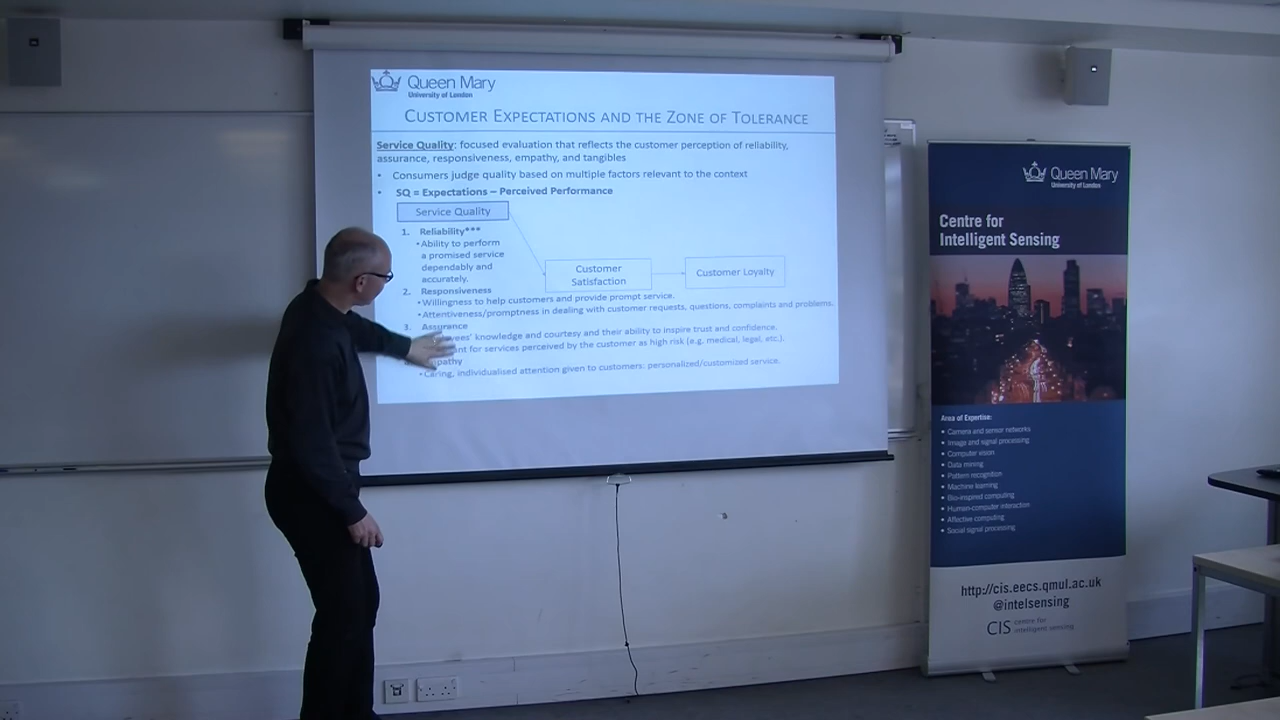 Queen Mary
University of London
CUSTOMER EXPECTATIONS AND THE ZONE OF TOLERANCE
Service Quality: focused evaluation that reflects the customer perception of reliability,
assurance, responsiveness, empathy, and tangibles
• Consumers judge quality based on multiple factors relevant to the context
• SQ = Expectations – Perceived Performance
Service Quality
1. Reliability***
• Ability to perform
a promised service
dependably and
accurately.
Customer
Satisfaction
Customer Loyalty
2. Responsiveness
• Willingness to help customers and provide prompt service.
• Attentiveness/promptness in dealing with customer requests, questions, complaints and problems.
3. Assurance
knowledge and courtesy and their ability to inspire trust and confidence.
for services perceived by the customer as high risk (e.g. medical, legal, etc.).
• Caring, individualised attention given to customers: personalized/customized service.
Queen Mary
University of London
Centre for
Intelligent Sensing
Area of Expertise:
• Camera and sensor networks
• Image and signal processing
• Computer vision
• Data mining
• Pattern recognition
• Machine learning
• Bio-inspired computing
• Human-computer interaction
• Affective computing
• Social signal processing
http://cis.eecs.qmul.ac.uk
@intelsensing
CIS centre for
intelligent sensing